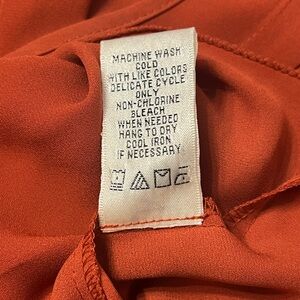 MACHINE WASH
COLD
WITH LIKE COLORS
DELICATE CYCLE
ONLY
NON-CHLORINE
BLEACH
WHEN NEEDED
HANG TO DRY
COOL IRON
IF NECESSARY